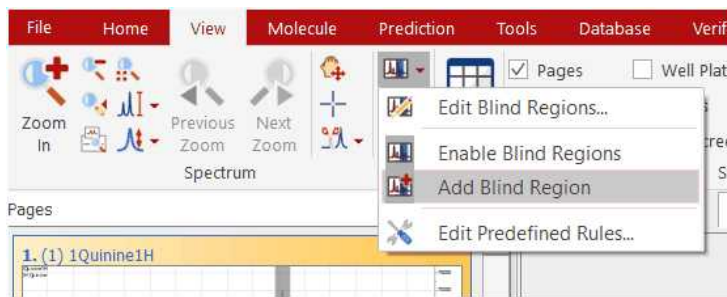 File Home View Molecule Prediction Tools Database Verif
Pages Well Plat
Edit Blind Regions...
Zoom In
Previous Zoom
Next Zoom
Enable Blind Regions
Spectrum
Add Blind Region
Pages
Edit Predefined Rules...
1. (1) 1Quinine1H